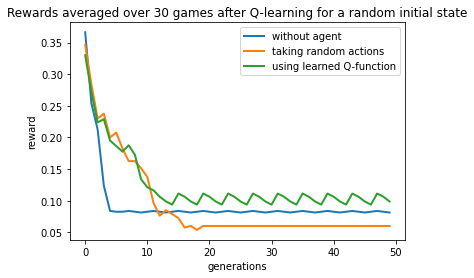 Rewards averaged over 30 games after Q-learning for a random initial state
without agent
taking random actions
using learned Q-function
reward
0.35
0.30
0.25
0.20
0.15
0.10
0.05
0 10 20 30 40 50
generations